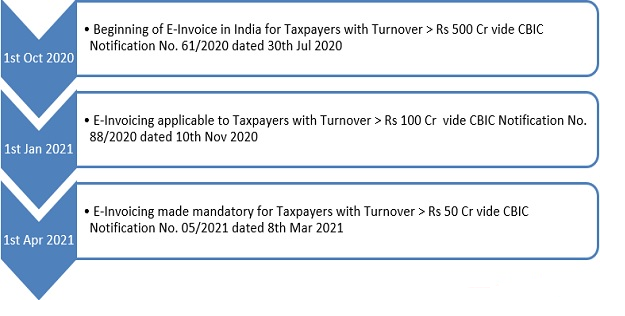 1st Oct 2020
• Beginning of E-Invoice in India for Taxpayers with Turnover > Rs 500 Cr vide CBIC
Notification No. 61/2020 dated 30th Jul 2020
1st Jan 2021
• E-Invoicing applicable to Taxpayers with Turnover > Rs 100 Cr vide CBIC Notification No.
88/2020 dated 10th Nov 2020
1st Apr 2021
• E-Invoicing made mandatory for Taxpayers with Turnover > Rs 50 Cr vide CBIC
Notification No. 05/2021 dated 8th Mar 2021